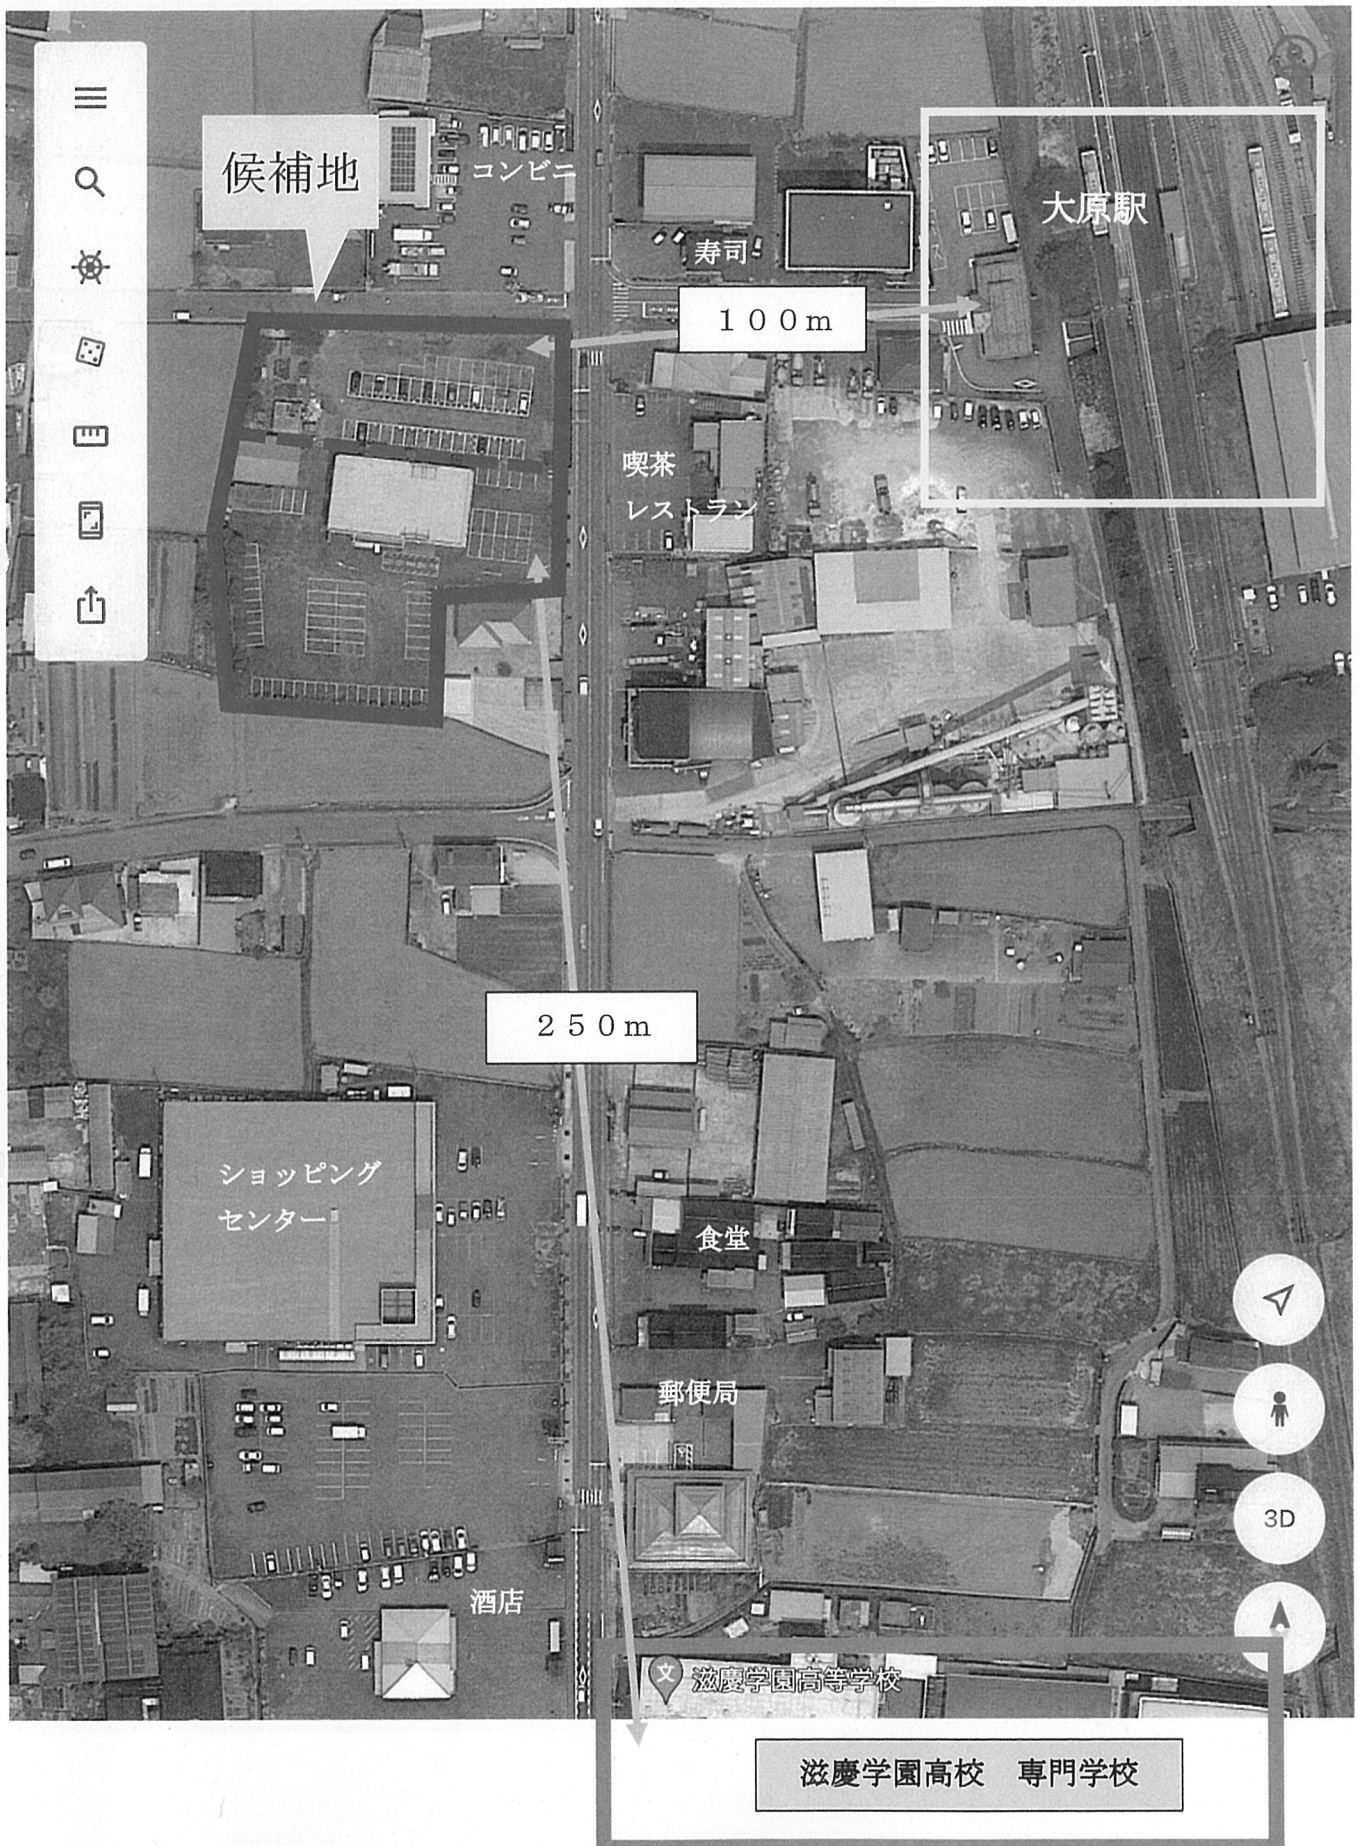 候補地
コンビニ
大原駅
寿司
１００ｍ
喫茶
レストラン
２５０ｍ
ショッピング
センター
食堂
郵便局
3D
酒店
文
滋慶学園高等学校
滋慶学園高校　専門学校